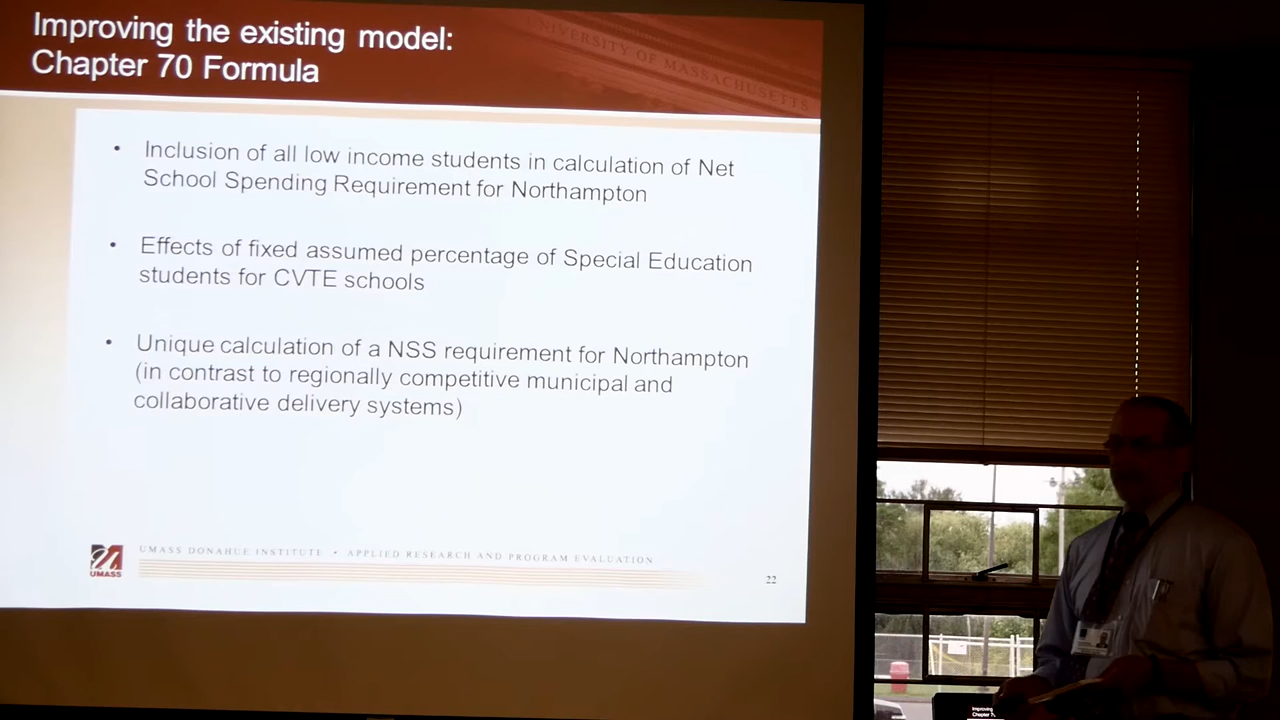 Improving the existing model:
Chapter 70 Formula
UNIVERSITY OF MASSACHUSETTS
• Inclusion of all low income students in calculation of Net
School Spending Requirement for Northampton
• Effects of fixed assumed percentage of Special Education
students for CVTE schools
• Unique calculation of a NSS requirement for Northampton
(in contrast to regionally competitive municipal and
collaborative delivery systems)
UMASS
UMASS DONAHUE INSTITUTE • APPLIED RESEARCH AND PROGRAM EVALUATION
22
Improving
Chapter 7